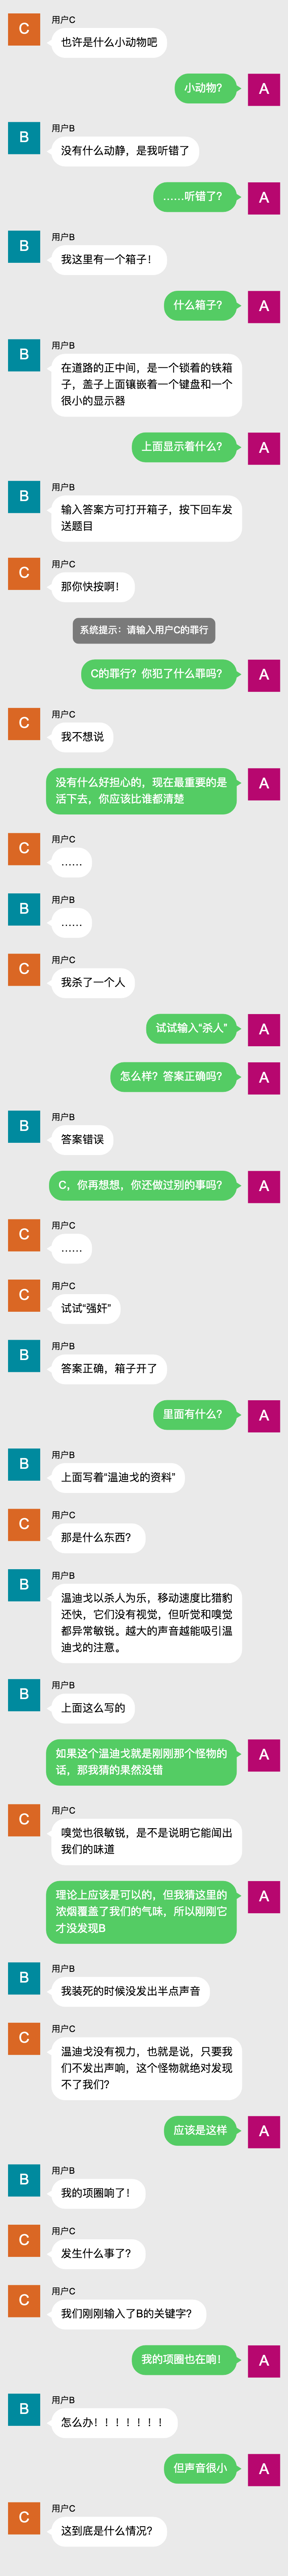 C
用户C
也许是什么小动物吧
小动物？
A
B
用户B
没有什么动静，是我听错了
……听错了？
A
B
用户B
我这里有一个箱子！
什么箱子？
A
B
用户B
在道路的正中间，是一个锁着的铁箱
子，盖子上面镶嵌着一个键盘和一个
很小的显示器
上面显示着什么？
A
B
用户B
输入答案方可打开箱子，按下回车发
送题目
C
用户C
那你快按啊！
系统提示：请输入用户C的罪行
C的罪行？你犯了什么罪吗？
A
C
用户C
我不想说
没有什么好担心的，现在最重要的是
活下去，你应该比谁都清楚
A
C
用户C
……
B
用户B
……
C
用户C
我杀了一个人
试试输入“杀人”
A
怎么样？答案正确吗？
A
B
用户B
答案错误
C，你再想想，你还做过别的事吗？
A
C
用户C
……
C
用户C
试试“强奸”
B
用户B
答案正确，箱子开了
里面有什么？
A
B
用户B
上面写着“温迪戈的资料”
C
用户C
那是什么东西？
B
用户B
温迪戈以杀人为乐，移动速度比猎豹
还快，它们没有视觉，但听觉和嗅觉
都异常敏锐。越大的声音越能吸引温
迪戈的注意。
B
用户B
上面这么写的
如果这个温迪戈就是刚刚那个怪物的
话，那我猜的果然没错
A
C
用户C
嗅觉也很敏锐，是不是说明它能闻出
我们的味道
理论上应该是可以的，但我猜这里的
浓烟覆盖了我们的气味，所以刚刚它
才没发现B
A
B
用户B
我装死的时候没发出半点声音
C
用户C
温迪戈没有视力，也就是说，只要我
们不发出声响，这个怪物就绝对发现
不了我们？
应该是这样
A
B
用户B
我的项圈响了！
C
用户C
发生什么事了？
C
用户C
我们刚刚输入了B的关键字？
我的项圈也在响！
A
B
用户B
怎么办！！！！！！！
但声音很小
A
C
用户C
这到底是什么情况？